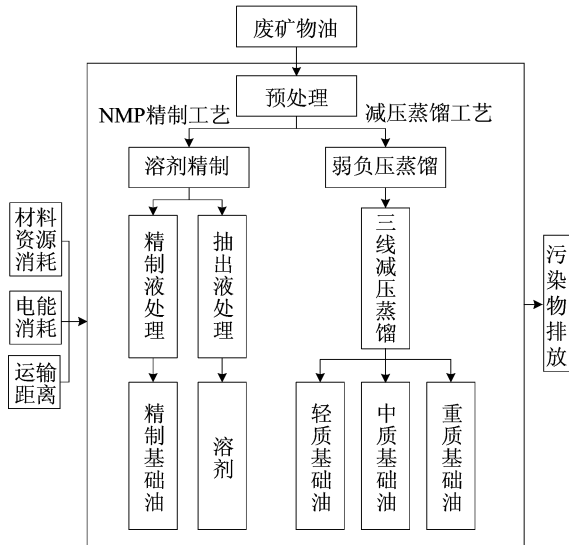 废矿物油
预处理
NMP精制工艺
减压蒸馏工艺
溶剂精制
弱负压蒸馏
材料
资源
消耗
电能
消耗
运输
距离
精制液处理
抽出液处理
三线减压蒸馏
污染物排放
精制基础油
溶剂
轻质基础油
中质基础油
重质基础油